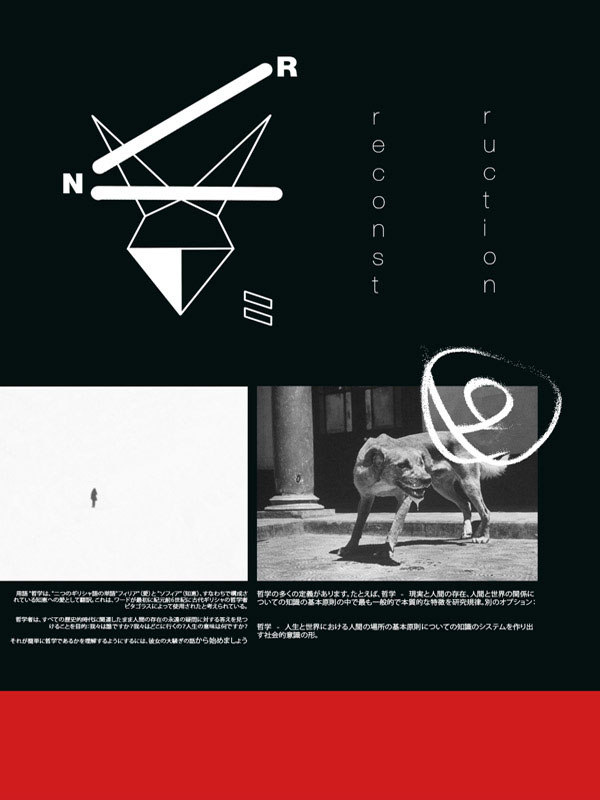 R
N
reconst
ruction
用語"哲学は、"二つのギリシャ語の単語"フィリア"（愛）と"ソフィア"（知恵）、すなわちで構成さ
れている知恵への愛として翻訳。これは、ワードが最初に紀元前6世紀に古代ギリシャの哲学者
ピタゴラスによって使用されたと考えられている。
哲学者は、すべての歴史的時代に関連したまま人間の存在の永遠の疑問に対する答えを見つ
けることを目的：我々は誰ですか？我々はどこに行くの？人生の意味は何ですか？
それが簡単に哲学であるかを理解するようにするには、彼女の大騒ぎの話から始めましょう
哲学の多くの定義があります。たとえば、哲学 - 現実と人間の存在、人間と世界の関係に
ついての知識の基本原則の中で最も一般的で本質的な特徴を研究規律。別のオプション：
哲学 - 人生と世界における人間の場所の基本原則についての知識のシステムを作り出
す社会的意識の形。